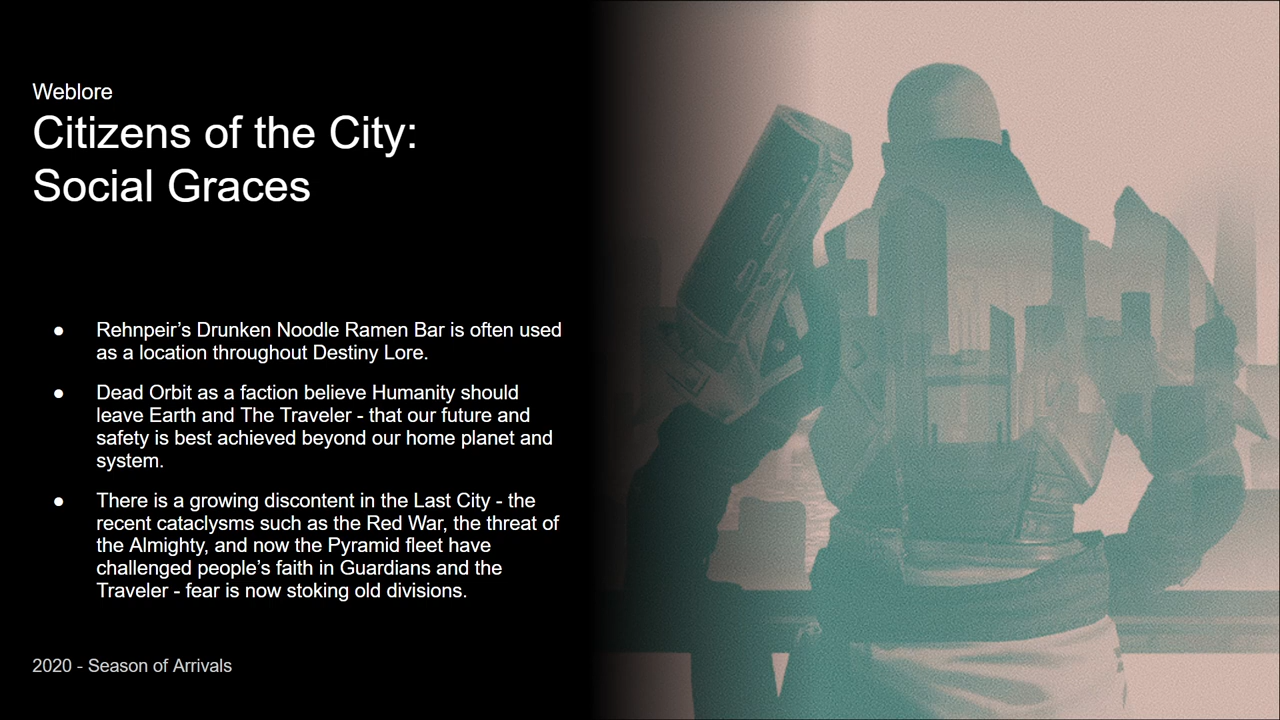 Weblore
Citizens of the City:
Social Graces
● Rehnpeir’s Drunken Noodle Ramen Bar is often used
as a location throughout Destiny Lore.
● Dead Orbit as a faction believe Humanity should
leave Earth and The Traveler - that our future and
safety is best achieved beyond our home planet and
system.
● There is a growing discontent in the Last City - the
recent cataclysms such as the Red War, the threat of
the Almighty, and now the Pyramid fleet have
challenged people’s faith in Guardians and the
Traveler - fear is now stoking old divisions.
2020 - Season of Arrivals